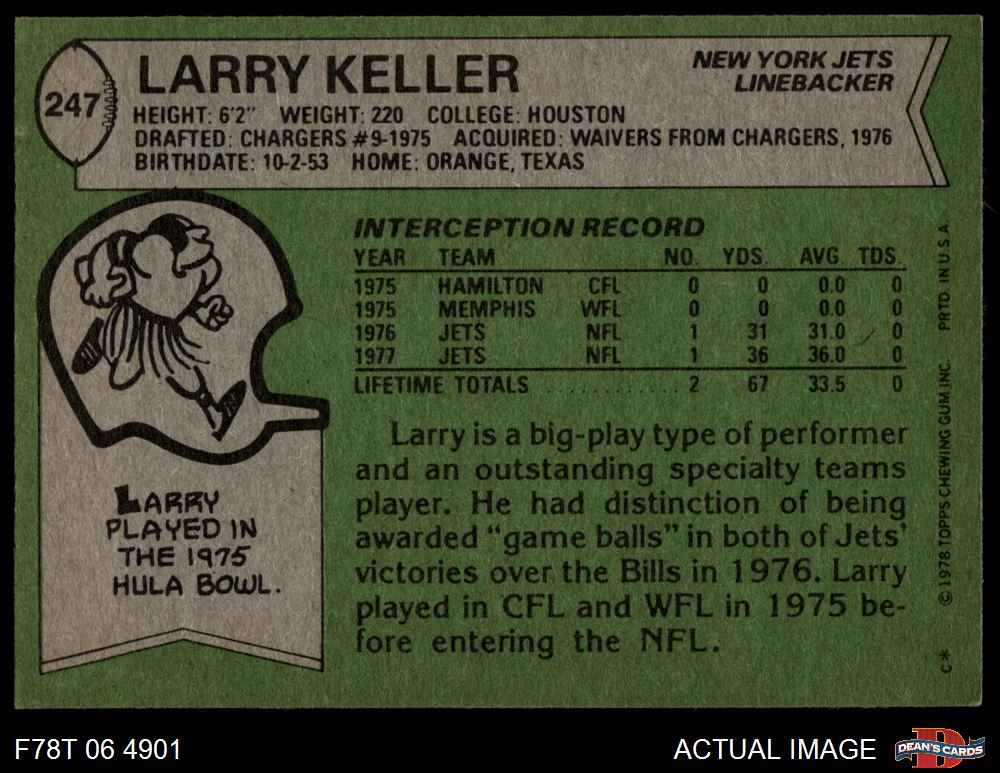 247
LARRY KELLER
NEW YORK JETS
LINEBACKER
HEIGHT: 6'2" WEIGHT: 220 COLLEGE: HOUSTON
DRAFTED: CHARGERS #9-1975 ACQUIRED: WAIVERS FROM CHARGERS, 1976
BIRTHDATE: 10-2-53 HOME: ORANGE, TEXAS
INTERCEPTION RECORD
YEAR TEAM NO. YDS. AVG. TDS.
1975 HAMILTON CFL 0 0 0.0 0
1975 MEMPHIS WFL 0 0 0.0 0
1976 JETS NFL 1 31 31.0 0
1977 JETS NFL 1 36 36.0 0
LIFETIME TOTALS .......... 2 67 33.5 0
Larry is a big-play type of performer
and an outstanding specialty teams
player. He had distinction of being
awarded "game balls" in both of Jets'
victories over the Bills in 1976. Larry
played in CFL and WFL in 1975 be-
fore entering the NFL.
LARRY
PLAYED IN
THE 1975
HULA BOWL.
C* © 1978 TOPPS CHEWING GUM INC. PRTD. IN U.S.A.
F78T 06 4901
ACTUAL IMAGE
D
DEAN'S CARDS